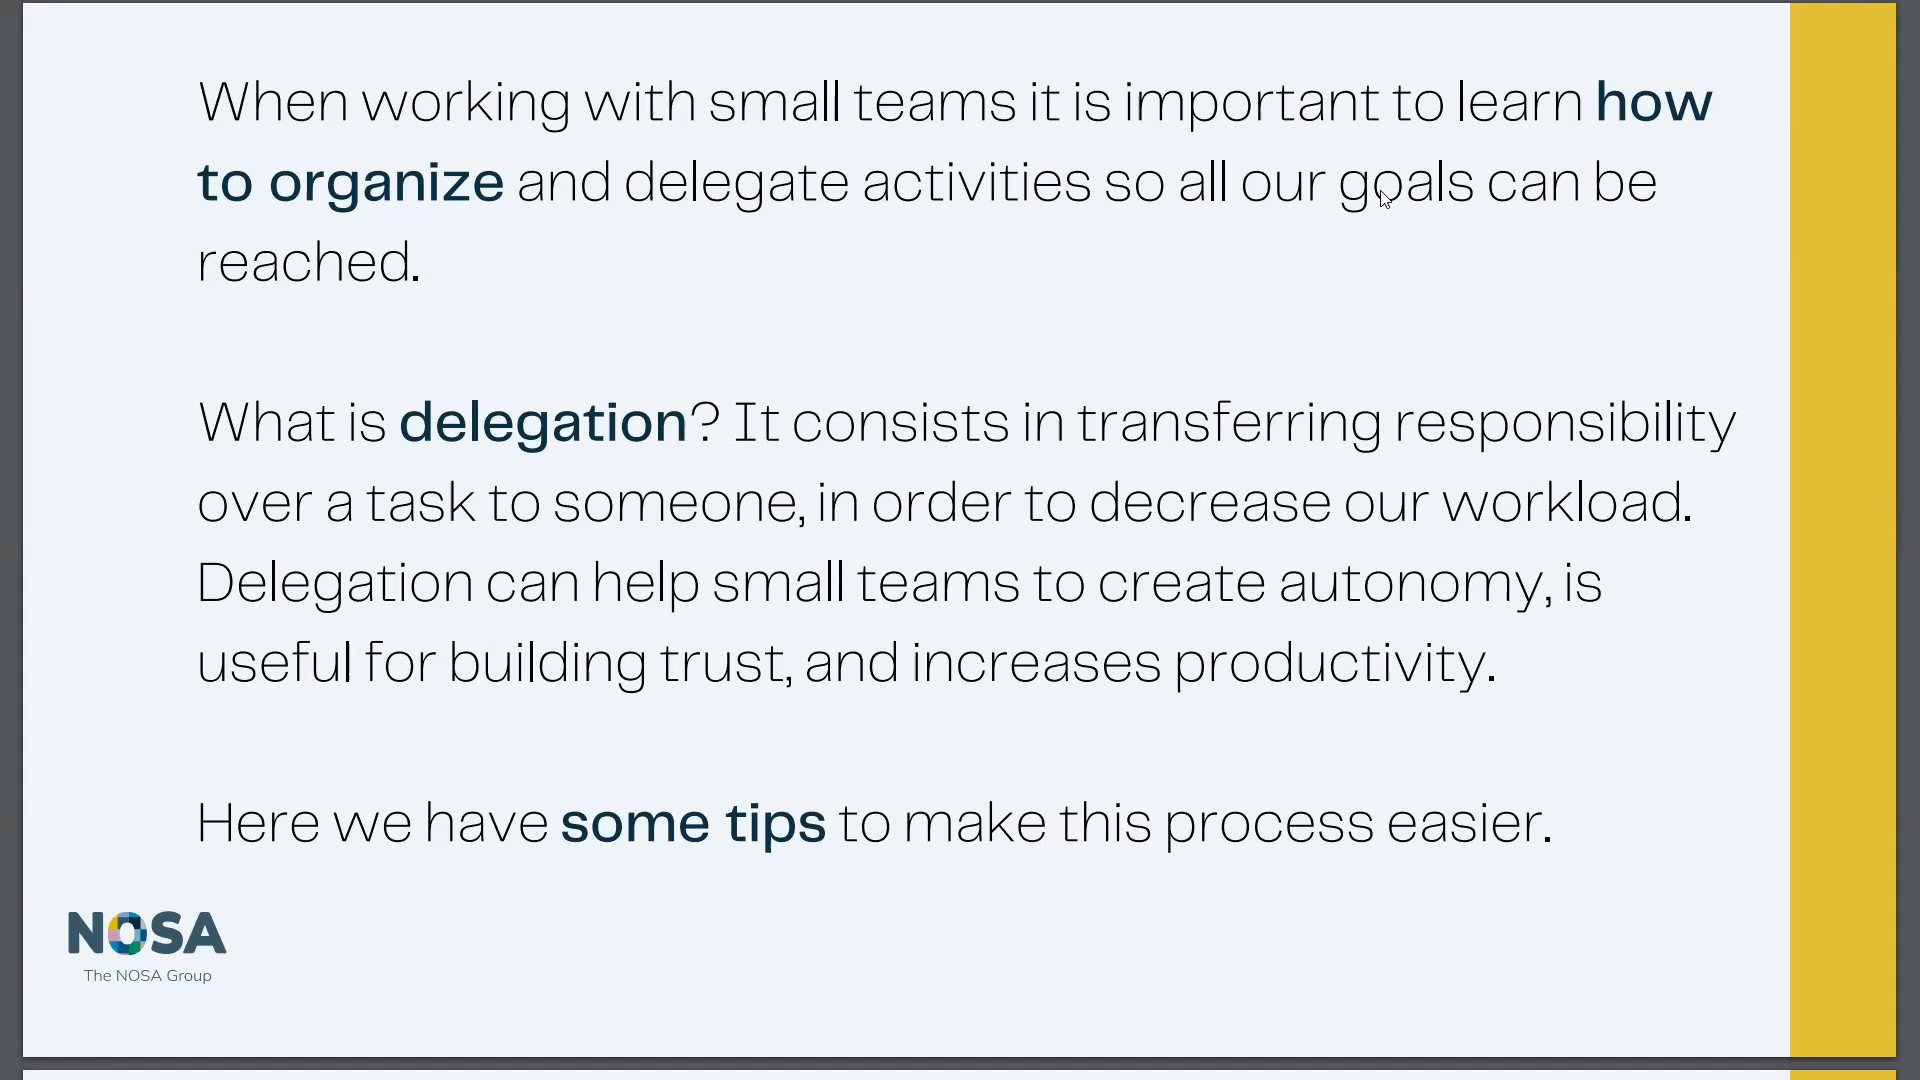 When working with small teams it is important to learn how
to organize and delegate activities so all our goals can be
reached.
What is delegation? It consists in transferring responsibility
over a task to someone, in order to decrease our workload.
Delegation can help small teams to create autonomy, is
useful for building trust, and increases productivity.
Here we have some tips to make this process easier.
NOSA
The NOSA Group